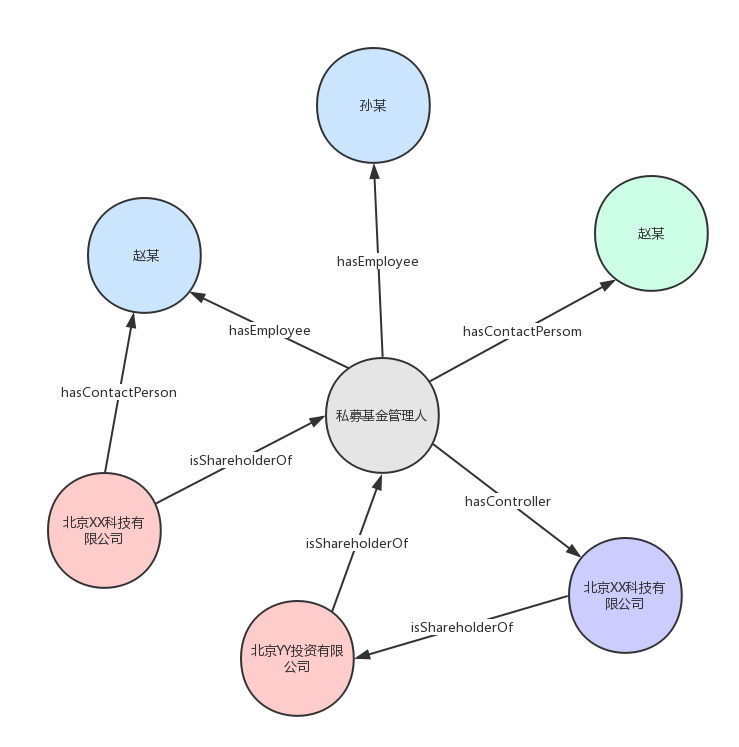 孙某
赵某
赵某
hasEmployee
hasEmployee
hasContactPersom
hasContactPerson
私募基金管理人
isShareholderOf
hasController
北京XX科技有
限公司
isShareholderOf
北京XX科技有
限公司
isShareholderOf
北京YY投资有限
公司